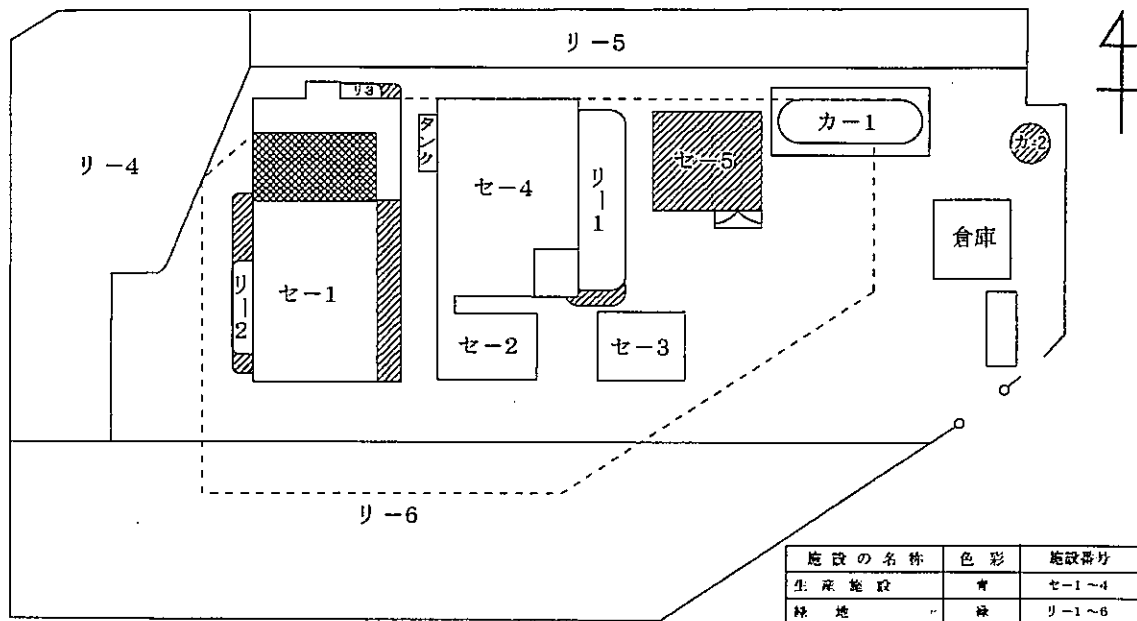 リ－5
リ3
カ－1
カ-2
タンク
リ－4
セ－4
リ－1
セ－5
倉庫
リ－2
セ－1
セ－2
セ－3
リ－6
施設の名称 色彩 施設番号
生産施設 青 セ－1～4
緑地 〃 緑 リ－1～6